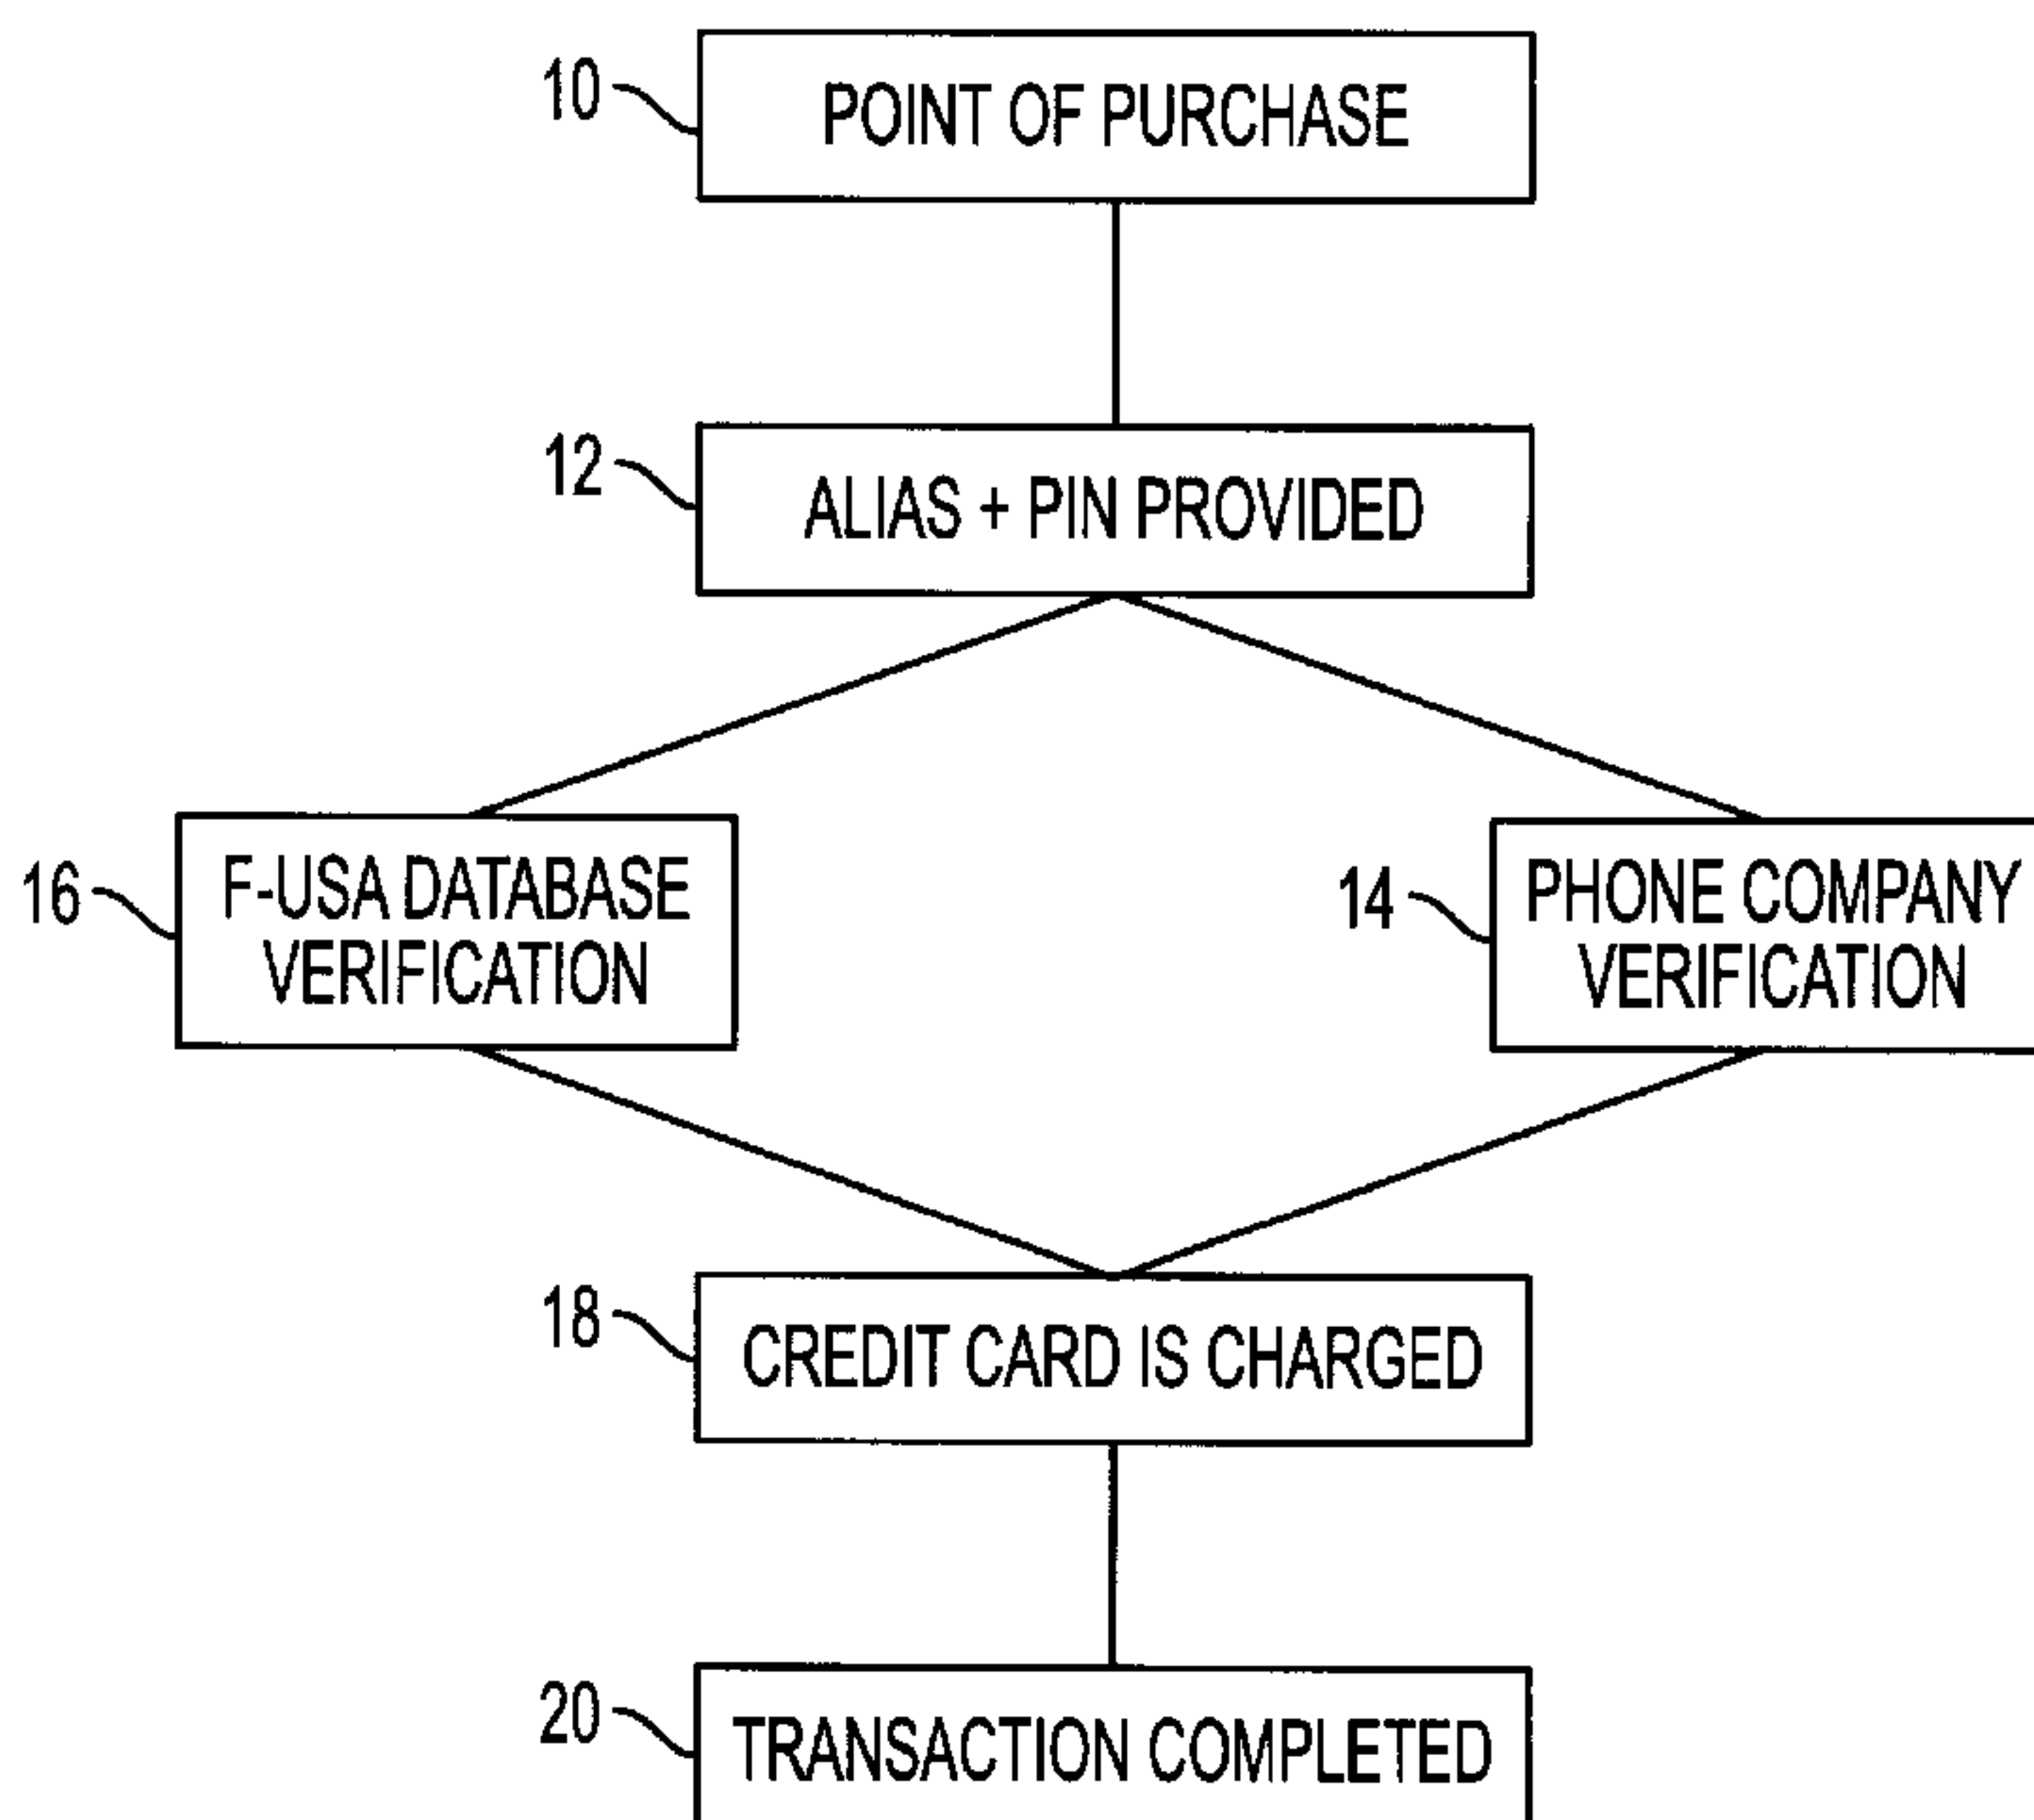 10
POINT OF PURCHASE
12
ALIAS + PIN PROVIDED
16
F-USA DATABASE
VERIFICATION
14
PHONE COMPANY
VERIFICATION
18
CREDIT CARD IS CHARGED
20
TRANSACTION COMPLETED